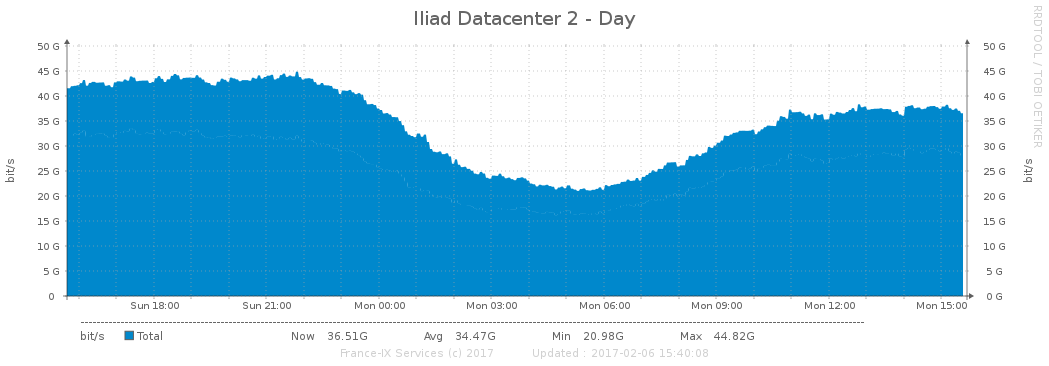 Iliad Datacenter 2 - Day
RRDTOOL / TOBI OETIKER
bit/s
50 G 50 G
45 G 45 G
40 G 40 G
35 G 35 G
30 G 30 G
25 G 25 G
20 G 20 G
15 G 15 G
10 G 10 G
5 G 5 G
0 0 G
bit/s
Sun 18:00 Sun 21:00 Mon 00:00 Mon 03:00 Mon 06:00 Mon 09:00 Mon 12:00 Mon 15:00
bit/s Total Now 36.51G Avg 34.47G Min 20.98G Max 44.82G
France-IX Services (c) 2017 Updated : 2017-02-06 15:40:08